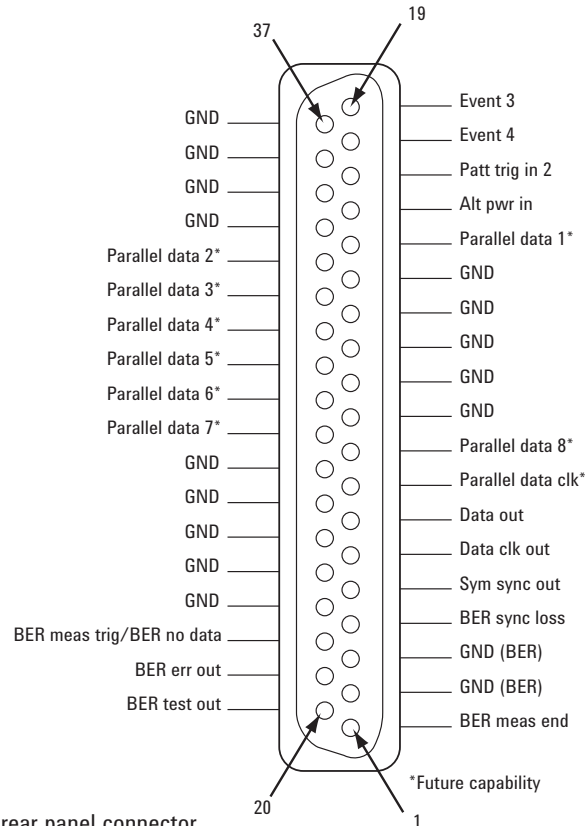 37
19
GND
GND
GND
GND
Parallel data 2*
Parallel data 3*
Parallel data 4*
Parallel data 5*
Parallel data 6*
Parallel data 7*
GND
GND
GND
GND
GND
BER meas trig/BER no data
BER err out
BER test out
Event 3
Event 4
Patt trig in 2
Alt pwr in
Parallel data 1*
GND
GND
GND
GND
GND
Parallel data 8*
Parallel data clk*
Data out
Data clk out
Sym sync out
BER sync loss
GND (BER)
GND (BER)
BER meas end
*Future capability
20
1
rear panel connector